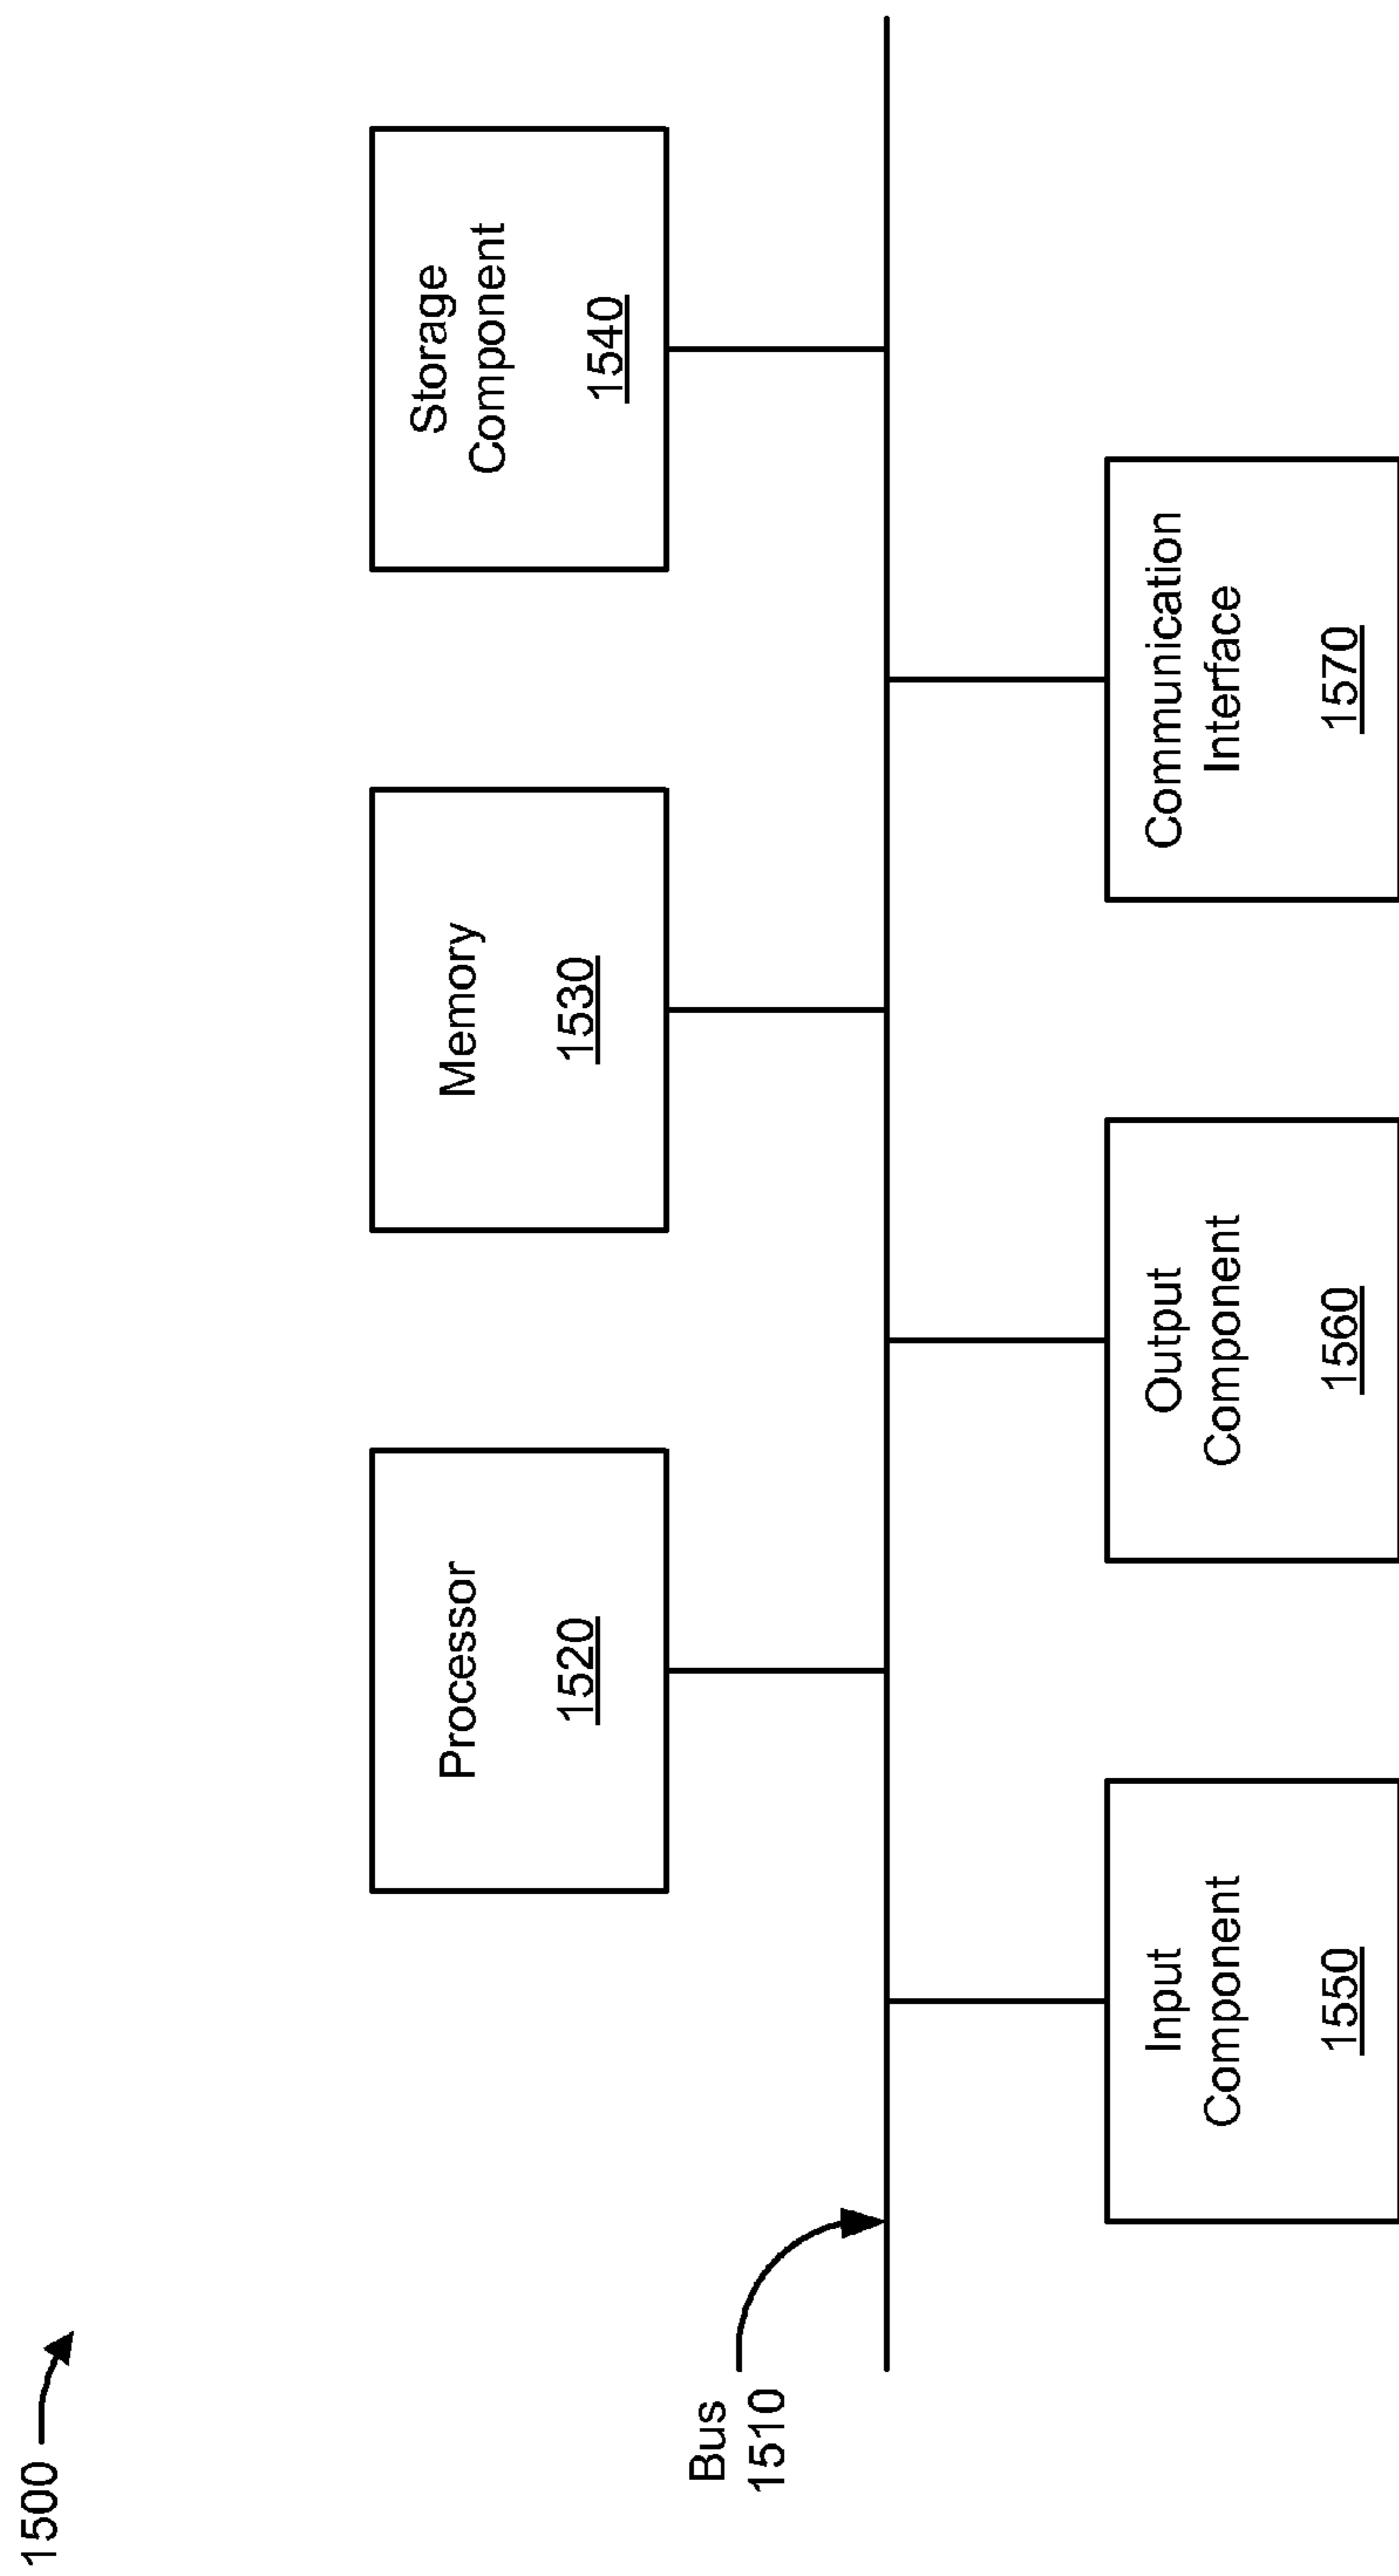 1500
Processor
1520
Memory
1530
Storage
Component
1540
Bus
1510
Input
Component
1550
Output
Component
1560
Communication
Interface
1570